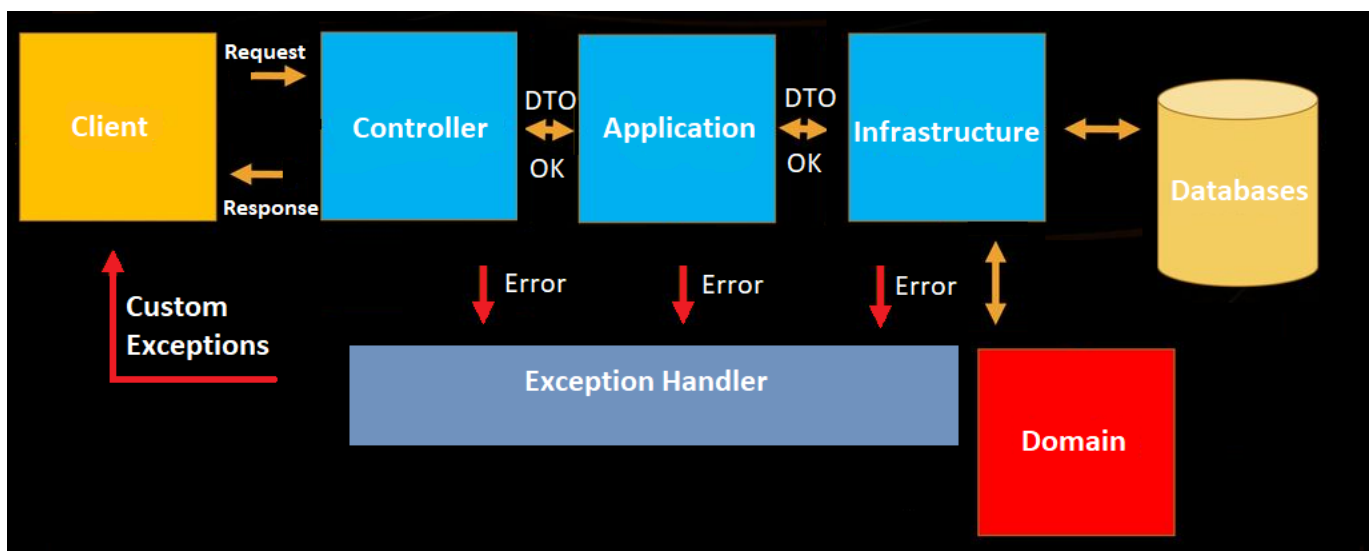 Request
Client
Response
Controller
DTO
OK
Application
DTO
OK
Infrastructure
Databases
Error
Error
Error
Custom
Exceptions
Exception Handler
Domain